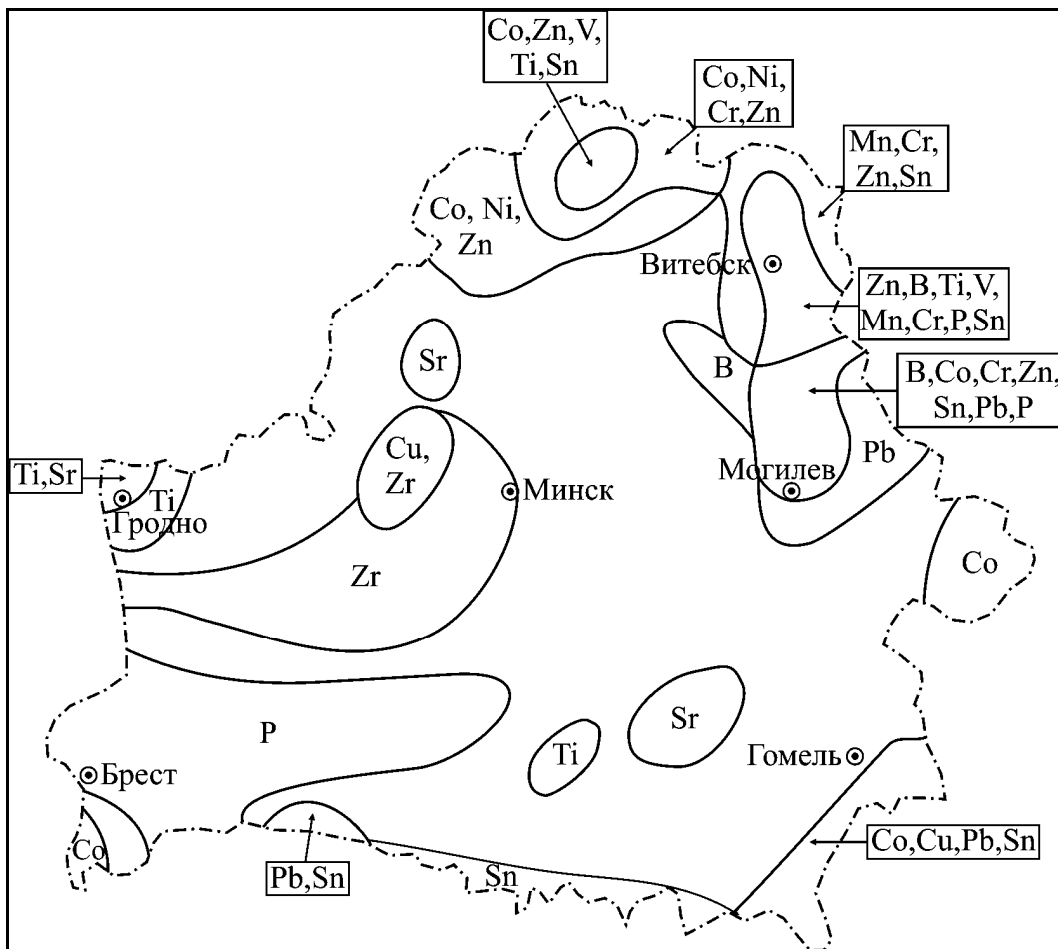 Co,Zn,V,
Ti,Sn
Co,Ni,
Cr,Zn
Mn,Cr,
Zn,Sn
Co, Ni,
Zn
Витебск
Zn,B,Ti,V,
Mn,Cr,P,Sn
Sr
B
B,Co,Cr,Zn,
Sn,Pb,P
Cu,
Zr
Pb
Ti,Sr
Ti
Гродно
Минск
Могилев
Zr
Co
P
Ti
Sr
Гомель
Брест
Co
Pb,Sn
Sn
Co,Cu,Pb,Sn